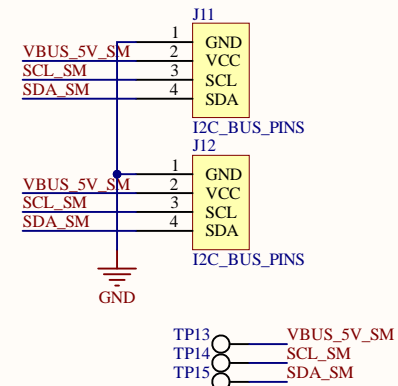 J11
1 GND
VBUS_5V_SM 2 VCC
SCL_SM 3 SCL
SDA_SM 4 SDA
I2C_BUS_PINS
J12
1 GND
VBUS_5V_SM 2 VCC
SCL_SM 3 SCL
SDA_SM 4 SDA
I2C_BUS_PINS
GND
TP13 VBUS_5V_SM
TP14 SCL_SM
TP15 SDA_SM